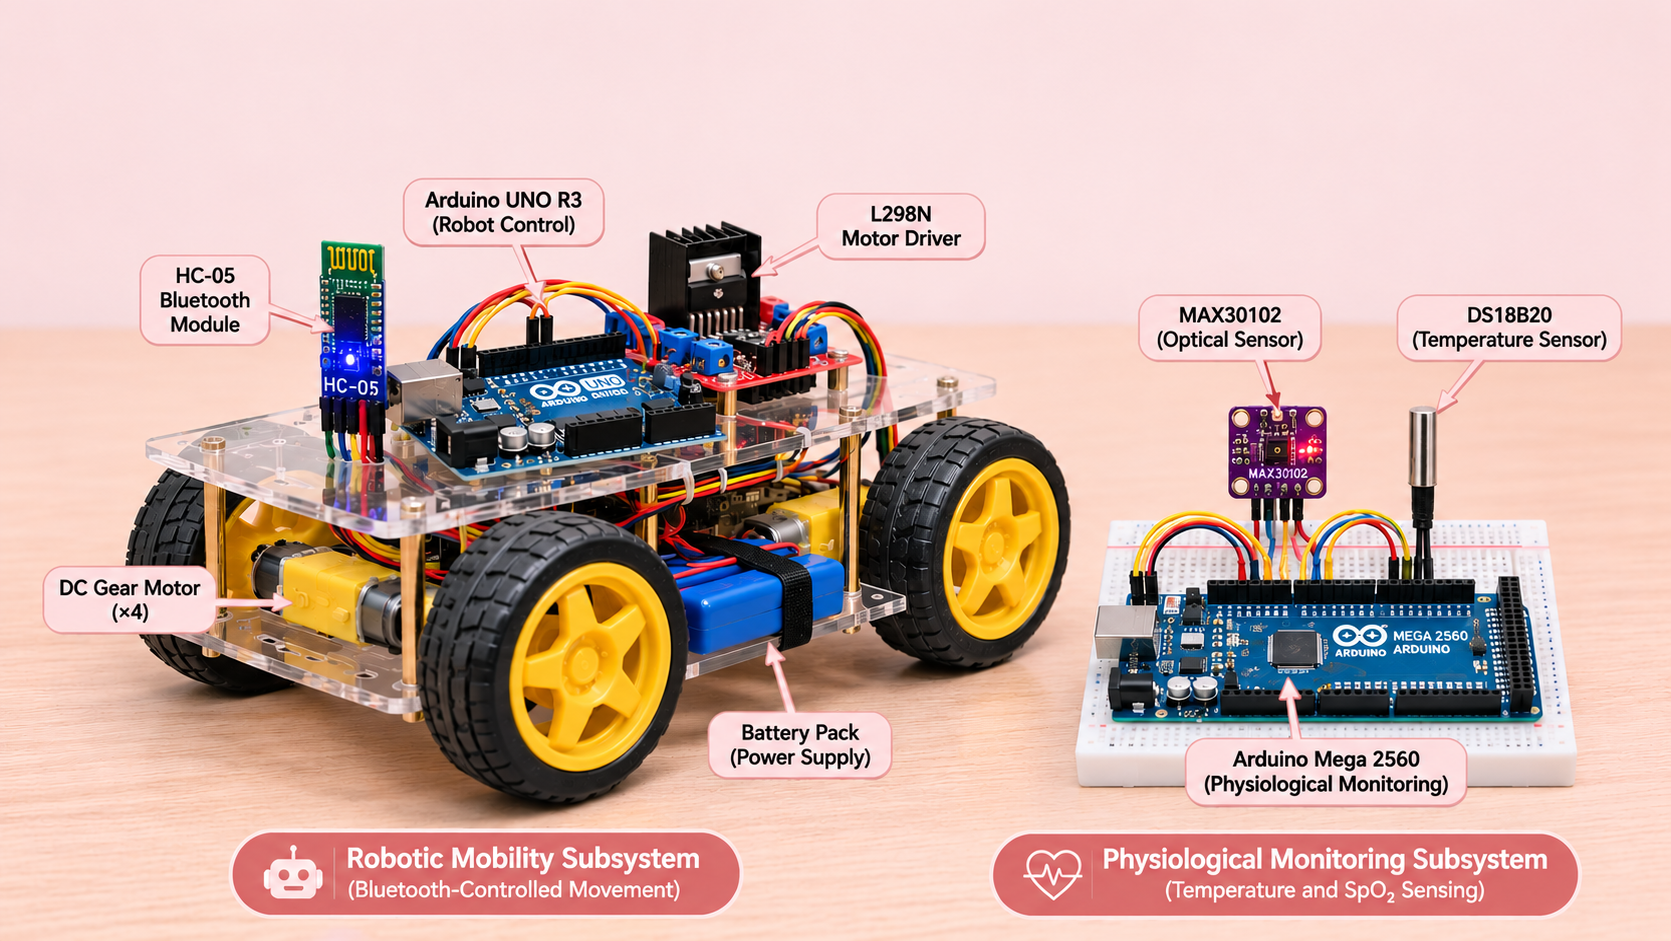 Arduino UNO R3
(Robot Control)
L298N
Motor Driver
HC-05
Bluetooth
Module
HC-05
UNO
ARDUINO
MAX30102
(Optical Sensor)
DS18B20
(Temperature Sensor)
MAX30102
DC Gear Motor
(×4)
MEGA 2560
ARDUINO
ARDUINO
Battery Pack
(Power Supply)
Arduino Mega 2560
(Physiological Monitoring)
Robotic Mobility Subsystem
(Bluetooth-Controlled Movement)
Physiological Monitoring Subsystem
(Temperature and SpO₂ Sensing)